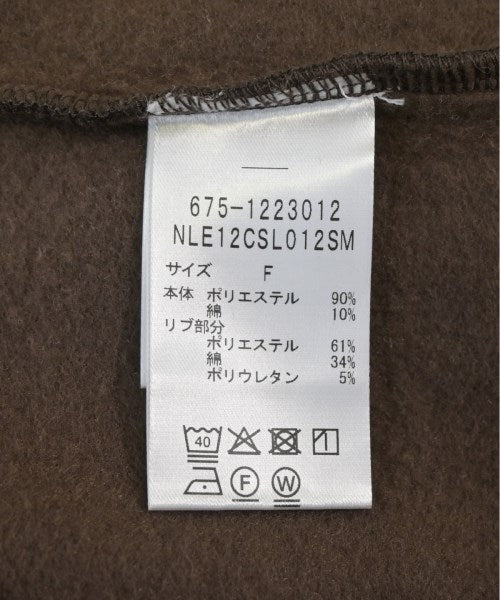 675-1223012
NLE12CSL012SM
サイズ F
本体 ポリエステル 90%
綿 10%
リブ部分
ポリエステル 61%
綿 34%
ポリウレタン 5%
40
F W